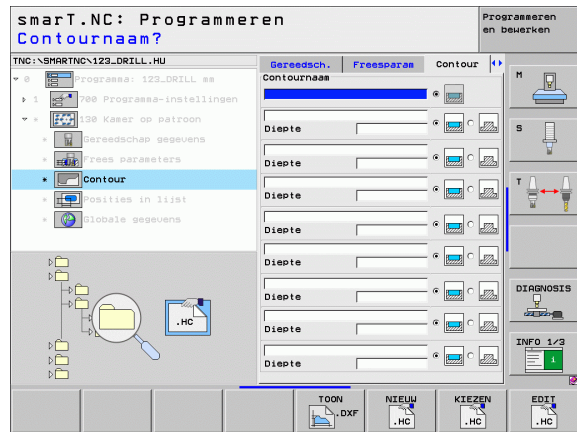 smarT.NC: Programmeren
Contournaam?
Programmeren
en bewerken
TNC:\SMARTNC\123_DRILL.HU
0 Programma: 123_DRILL mm
1 700 Programma-instellingen
* 130 Kamer op patroon
* Gereedschap gegevens
* Frees parameters
* Contour
* Posities in lijst
* Globale gegevens
.HC
Gereedsch. Freesparam Contour
Contournaam
Diepte
Diepte
Diepte
Diepte
Diepte
Diepte
Diepte
Diepte
M
S
T
DIAGNOSIS
INFO 1/3
1
TOON
.DXF
NIEUW
.HC
KIEZEN
.HC
EDIT
.HC